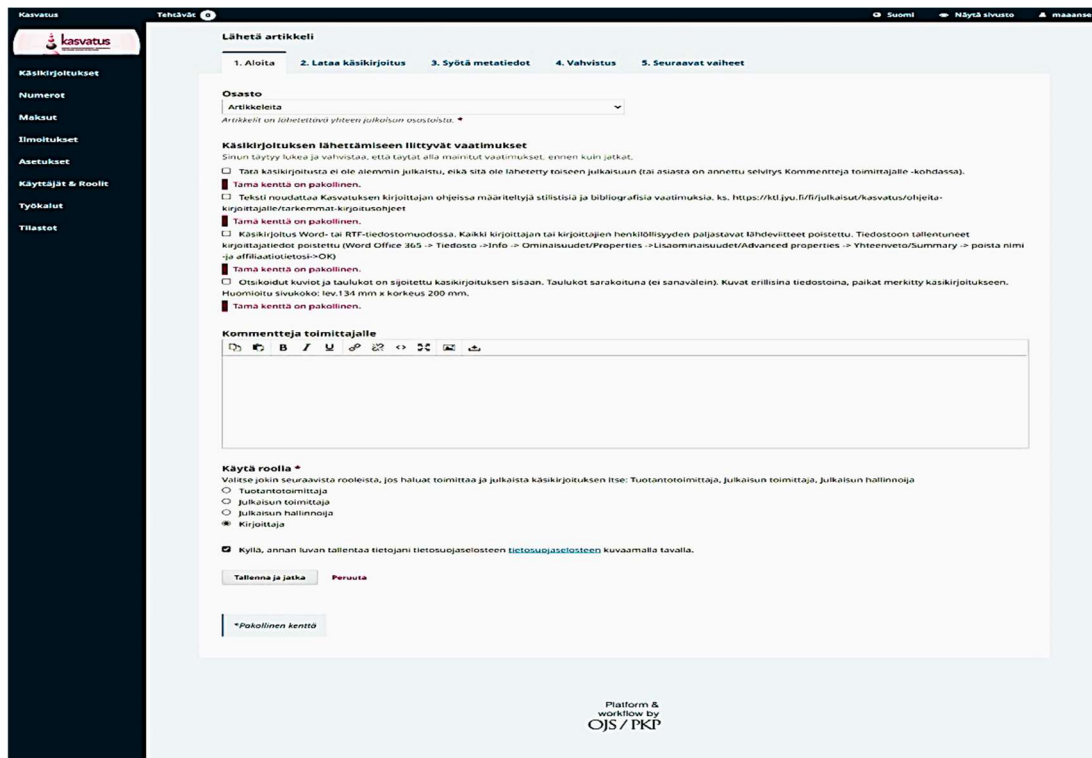 Kasvatus
Tehtävät 0
Suomi
Näytä sivusto
maaanse
kasvatus
Käsikirjoitukset
Numerot
Maksut
Ilmoitukset
Asetukset
Käyttäjät & Roolit
Työkalut
Tilastot
Lähetä artikkeli
1. Aloita
2. Lataa käsikirjoitus
3. Syötä metatiedot
4. Vahvistus
5. Seuraavat vaiheet
Osasto
Artikkeleita
Artikkelit on lähetettävä yhteen julkaisun osastoista. *
Käsikirjoituksen lähettämiseen liittyvät vaatimukset
Sinun täytyy lukea ja vahvistaa, että täytät alla mainitut vaatimukset, ennen kuin jatkat.
Tätä käsikirjoitusta ei ole aiemmin julkaistu, eikä sitä ole lähetetty toiseen julkaisuun (tai asiasta on annettu selvitys Kommentteja toimittajalle -kohdassa).
Tämä kenttä on pakollinen.
Teksti noudattaa Kasvatuksen kirjoittajan ohjeissa määriteltyjä stilistisiä ja bibliografisia vaatimuksia. ks. https://ktl.jyu.fi/fi/julkaisut/kasvatus/ohjeita-
kirjoittajalle/tarkemmat-kirjoitusohjeet
Tämä kenttä on pakollinen.
Käsikirjoitus Word- tai RTF-tiedostomuodossa. Kaikki kirjoittajan tai kirjoittajien henkilöllisyyden paljastavat lähdeviitteet poistettu. Tiedostoon tallentuneet
kirjoittajatiedot poistettu (Word Office 365 -> Tiedosto ->Info -> Ominaisuudet/Properties ->Lisäominaisuudet/Advanced properties -> Yhteenveto/Summary -> poista nimi
-ja affiliaatiotietosi->OK)
Tämä kenttä on pakollinen.
Otsikoidut kuviot ja taulukot on sijoitettu käsikirjoituksen sisään. Taulukot sarakoituna (ei sanavälein). Kuvat erillisinä tiedostoina, paikat merkitty käsikirjoitukseen.
Huomioitu sivukoko: lev.134 mm x korkeus 200 mm.
Tämä kenttä on pakollinen.
Kommentteja toimittajalle
B I U
Käytä roolia *
Valitse jokin seuraavista rooleista, jos haluat toimittaa ja julkaista käsikirjoituksen itse: Tuotantotoimittaja, Julkaisun toimittaja, Julkaisun hallinnoija
Tuotantotoimittaja
Julkaisun toimittaja
Julkaisun hallinnoija
Kirjoittaja
Kyllä, annan luvan tallentaa tietojani tietosuojaselosteen tietosuojaselosteen kuvaamalla tavalla.
Tallenna ja jatka
Peruuta
*Pakollinen kenttä
Platform &
workflow by
OJS / PKP